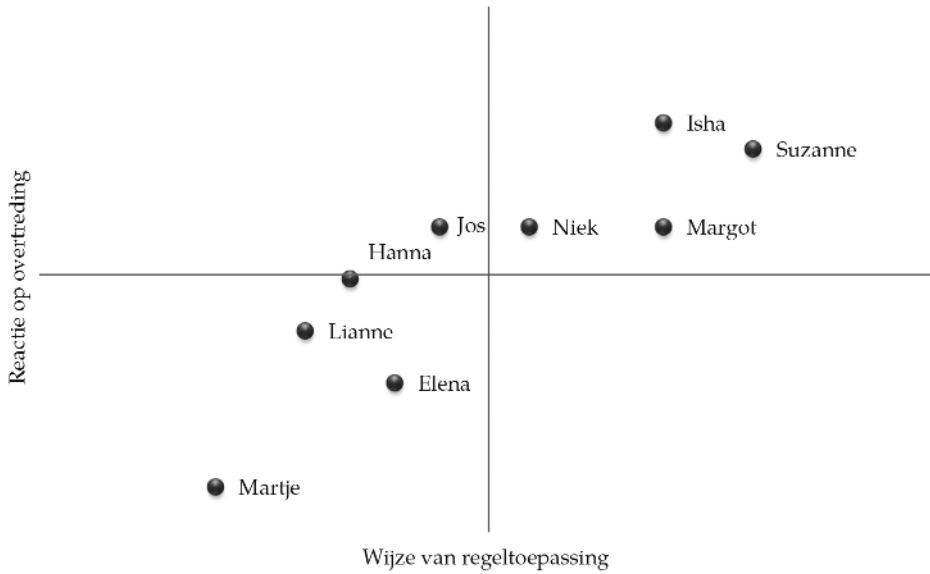 Isha
Suzanne
Jos
Niek
Margot
Hanna
Reactie op overtreding
Lianne
Elena
Martje
Wijze van regeltoepassing